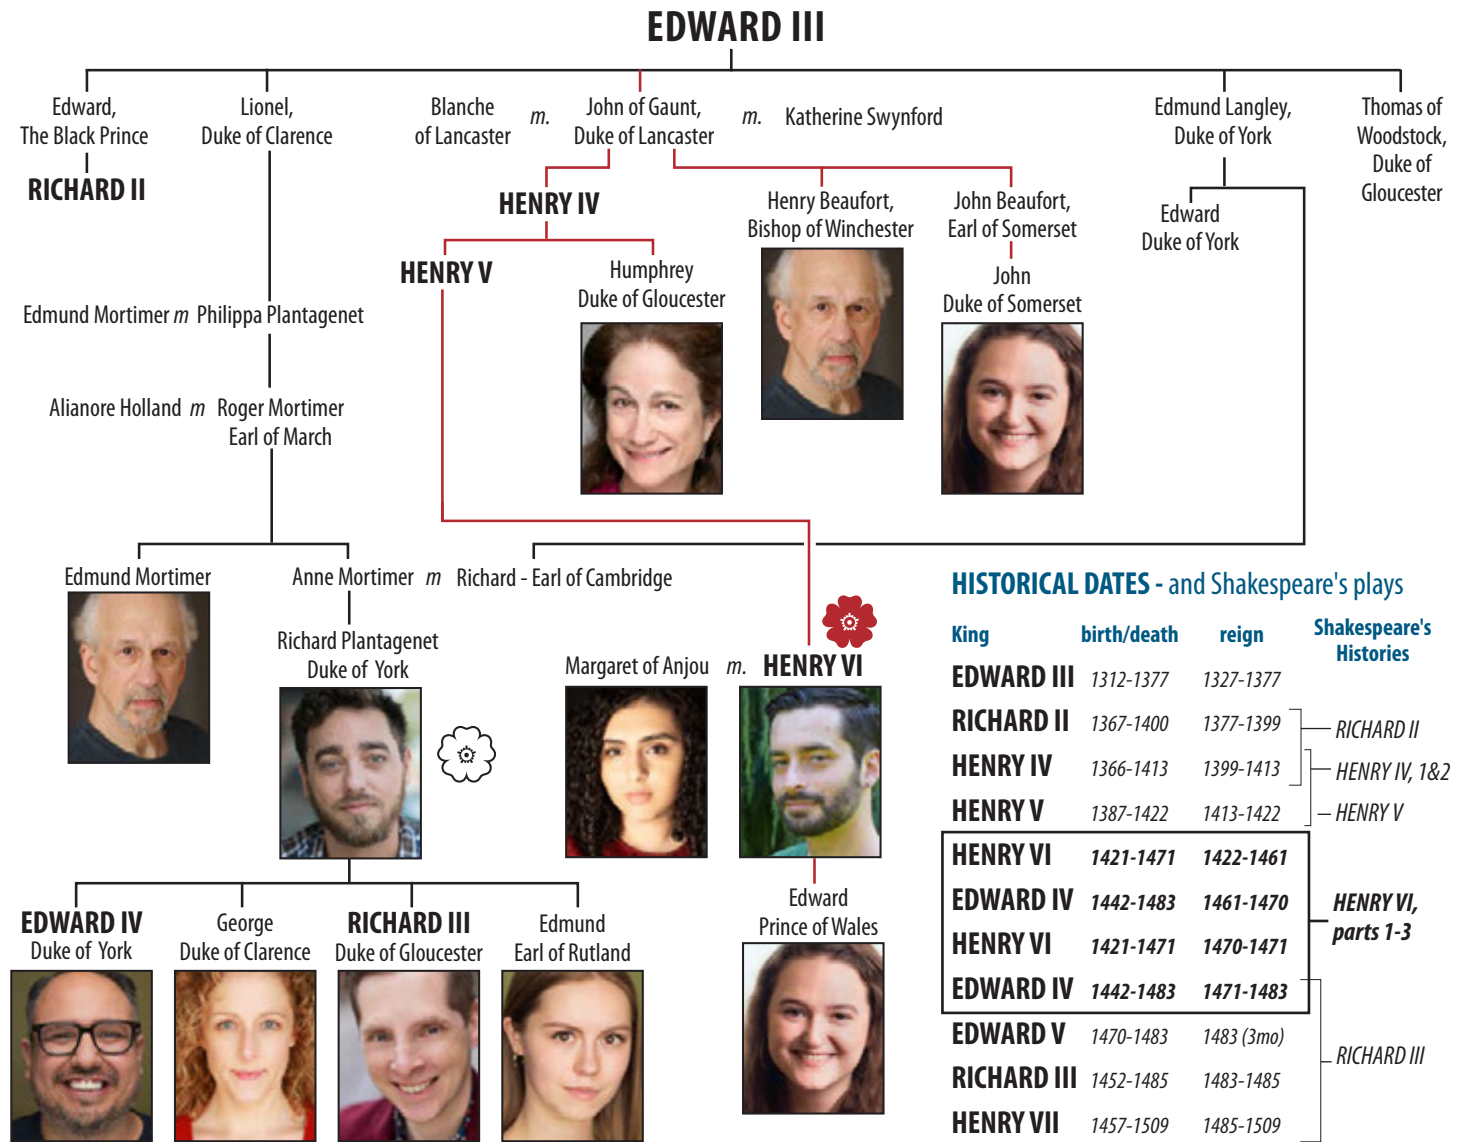 EDWARD III
Edward,
The Black Prince
RICHARD II
Lionel,
Duke of Clarence
Blanche
of Lancaster
m.
John of Gaunt,
Duke of Lancaster
m.
Katherine Swynford
Edmund Langley,
Duke of York
Thomas of
Woodstock,
Duke of
Gloucester
HENRY IV
Henry Beaufort,
Bishop of Winchester
John Beaufort,
Earl of Somerset
Edward
Duke of York
HENRY V
Humphrey
Duke of Gloucester
John
Duke of Somerset
Edmund Mortimer m Philippa Plantagenet
Alianore Holland m Roger Mortimer
Earl of March
Edmund Mortimer
Anne Mortimer m Richard - Earl of Cambridge
Richard Plantagenet
Duke of York
Margaret of Anjou m. HENRY VI
EDWARD IV
Duke of York
George
Duke of Clarence
RICHARD III
Duke of Gloucester
Edmund
Earl of Rutland
Edward
Prince of Wales
HISTORICAL DATES - and Shakespeare's plays
King birth/death reign Shakespeare's
Histories
EDWARD III 1312-1377 1327-1377
RICHARD II 1367-1400 1377-1399
RICHARD II
HENRY IV 1366-1413 1399-1413
HENRY IV, 1&2
HENRY V 1387-1422 1413-1422
HENRY V
HENRY VI 1421-1471 1422-1461
EDWARD IV 1442-1483 1461-1470
HENRY VI,
parts 1-3
HENRY VI 1421-1471 1470-1471
EDWARD IV 1442-1483 1471-1483
EDWARD V 1470-1483 1483 (3mo)
RICHARD III
RICHARD III 1452-1485 1483-1485
HENRY VII 1457-1509 1485-1509